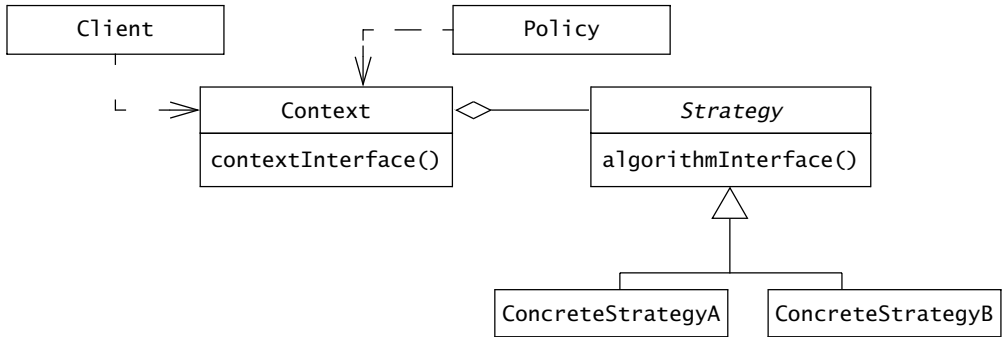 Client
Policy
Context
Strategy
contextInterface()
algorithmInterface()
ConcreteStrategyA
ConcreteStrategyB